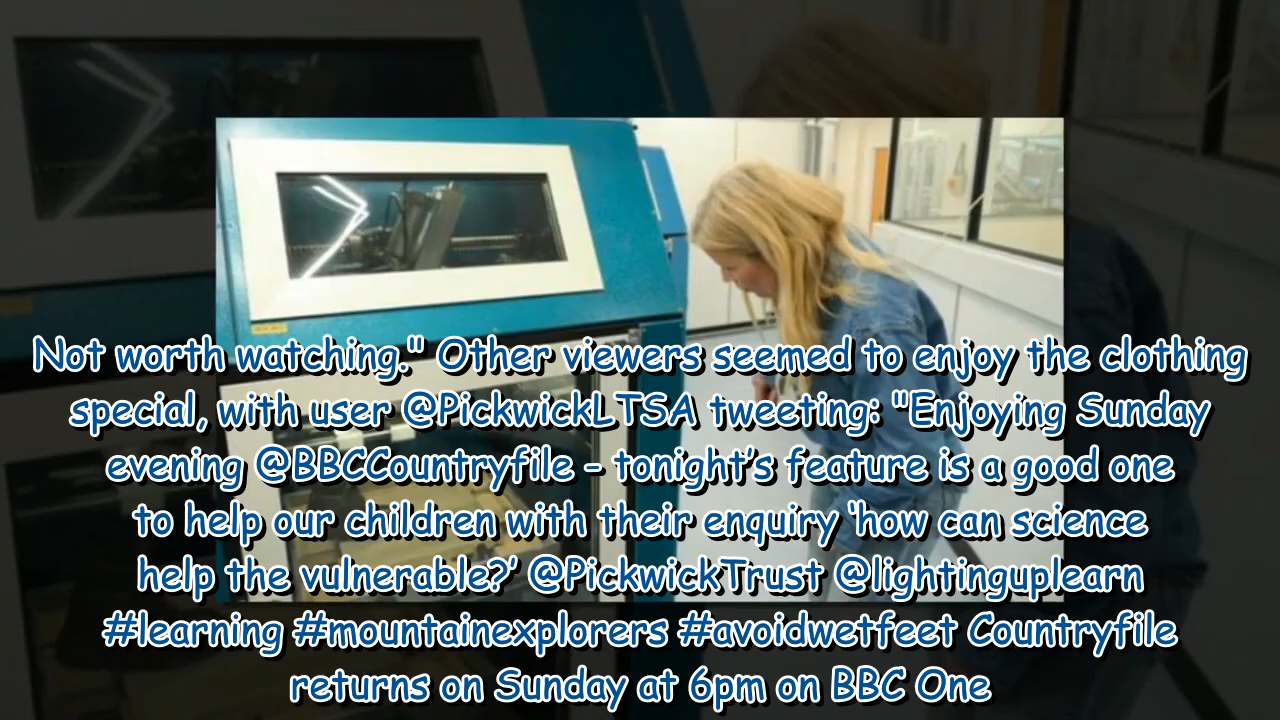 Not worth watching." Other viewers seemed to enjoy the clothing
special, with user @PickwickLTSA tweeting: "Enjoying Sunday
evening @BBCCountryfile – tonight’s feature is a good one
to help our children with their enquiry ‘how can science
help the vulnerable?’ @PickwickTrust @lightinguplearn
#learning #mountainexplorers #avoidwetfeet Countryfile
returns on Sunday at 6pm on BBC One